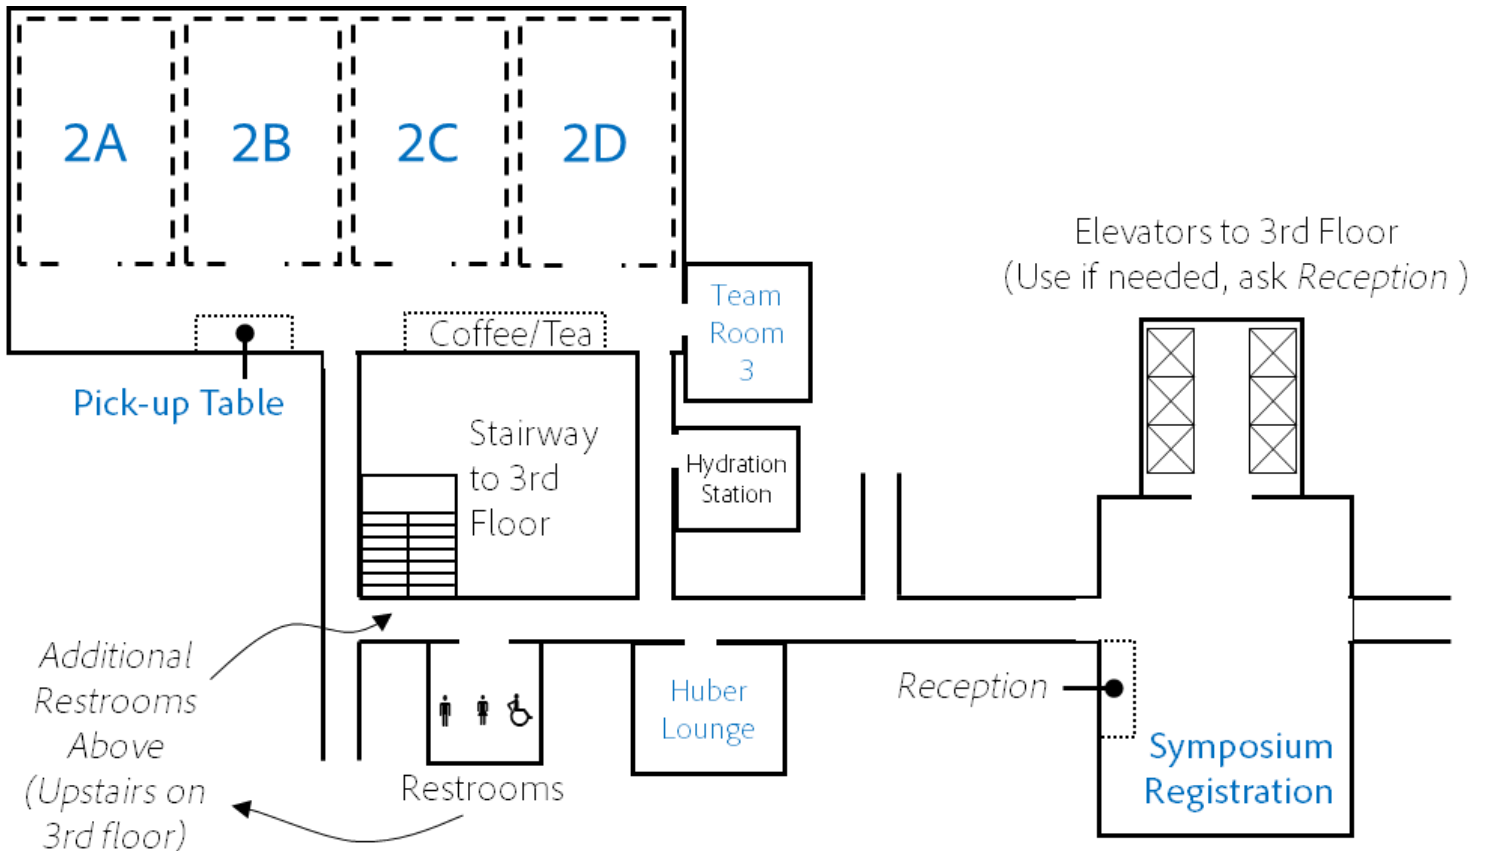 2A
2B
2C
2D
Elevators to 3rd Floor
(Use if needed, ask Reception )
Team
Room
3
Coffee/Tea
Pick-up Table
Stairway
to 3rd
Floor
Hydration
Station
Additional
Restrooms
Above
(Upstairs on
3rd floor)
Restrooms
Huber
Lounge
Reception
Symposium
Registration